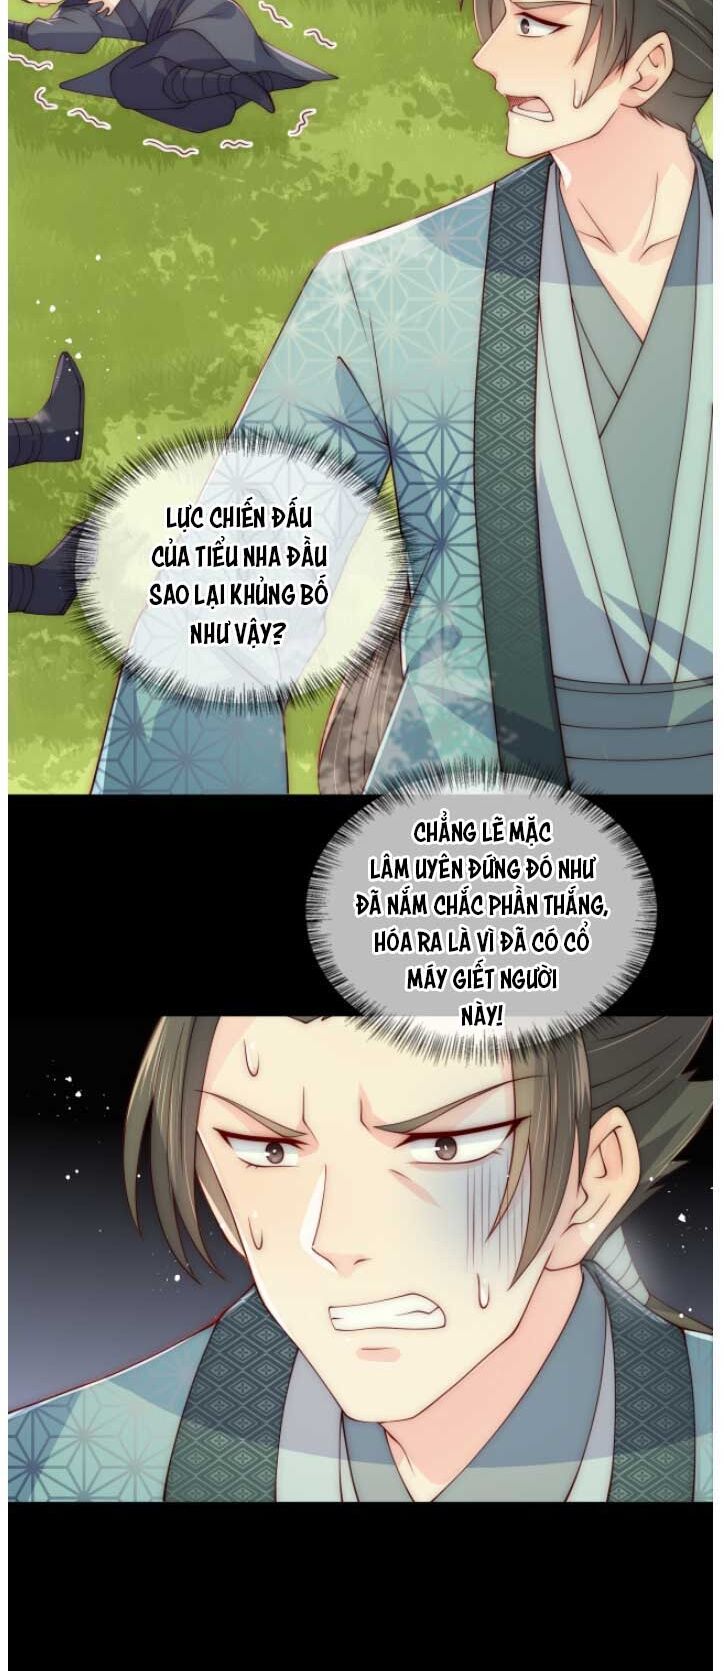 LỰC CHIẾN ĐẤU
CỦA TIỂU NHA ĐẦU
SAO LẠI KHỦNG BỐ
NHƯ VẬY?
CHẲNG LẼ MẶC
LÂM UYÊN ĐỨNG ĐÓ NHƯ
ĐÃ NẮM CHẮC PHẦN THẮNG,
HÓA RA LÀ VÌ ĐÃ CÓ CỔ
MÁY GIẾT NGƯỜI
NÀY!